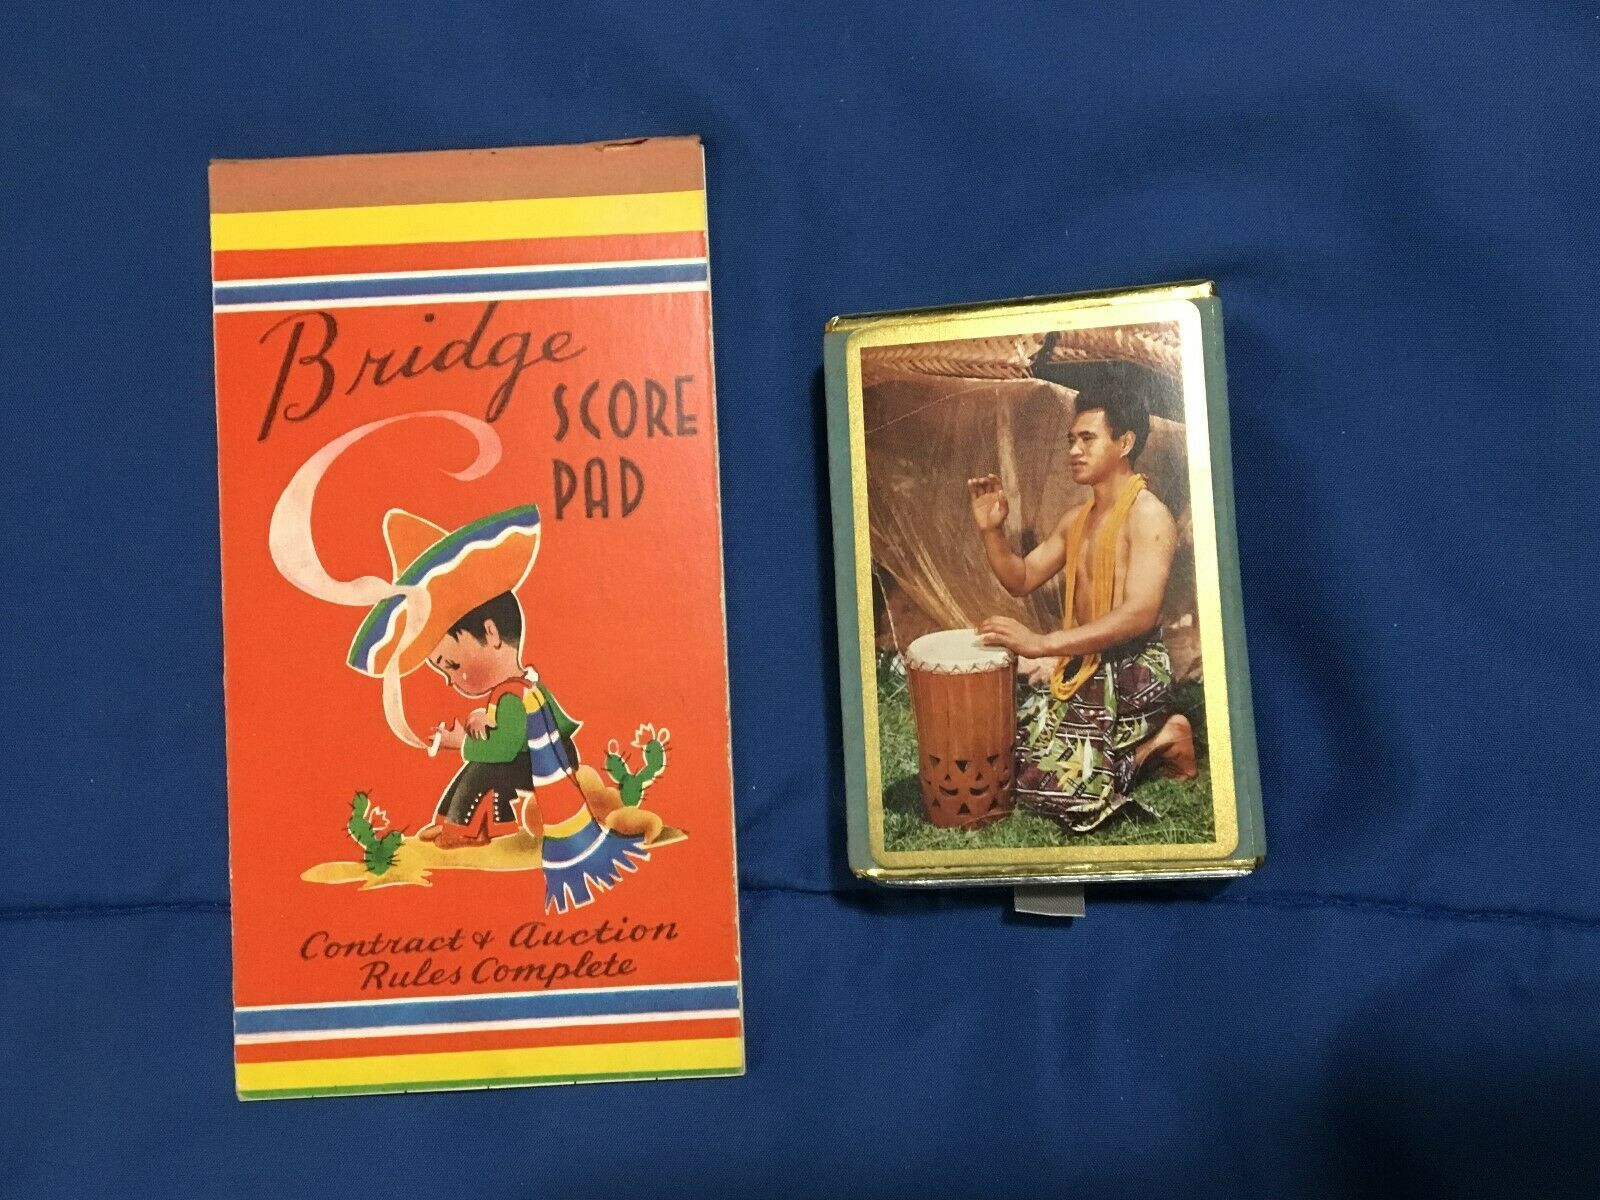 Bridge
SCORE
PAD
Contract & Auction
Rules Complete